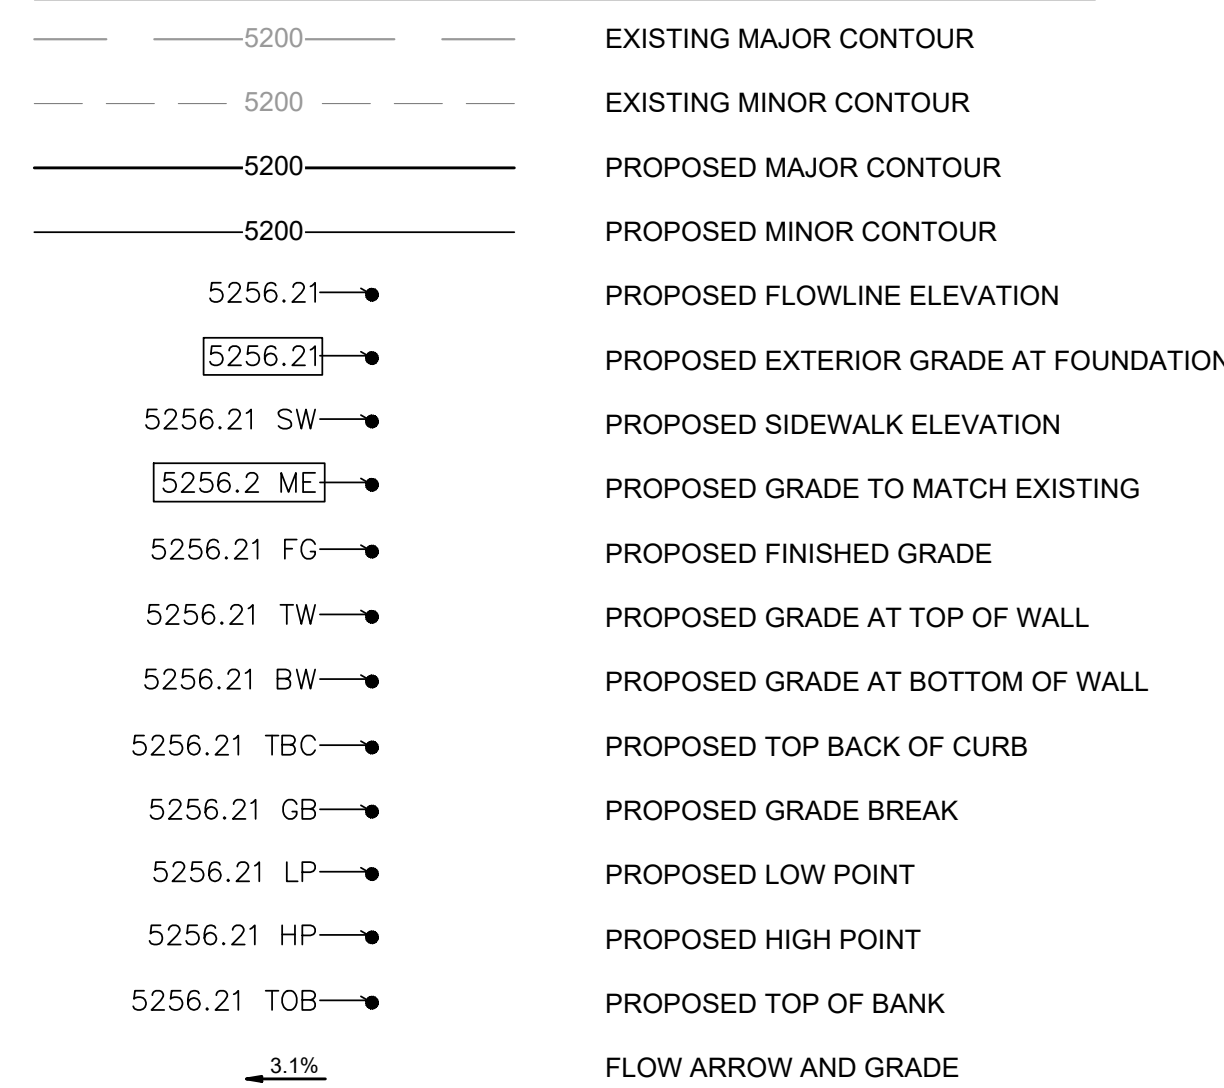 5200 EXISTING MAJOR CONTOUR
5200 EXISTING MINOR CONTOUR
5200 PROPOSED MAJOR CONTOUR
5200 PROPOSED MINOR CONTOUR
5256.21 PROPOSED FLOWLINE ELEVATION
5256.21 PROPOSED EXTERIOR GRADE AT FOUNDATION
5256.21 SW PROPOSED SIDEWALK ELEVATION
5256.2 ME PROPOSED GRADE TO MATCH EXISTING
5256.21 FG PROPOSED FINISHED GRADE
5256.21 TW PROPOSED GRADE AT TOP OF WALL
5256.21 BW PROPOSED GRADE AT BOTTOM OF WALL
5256.21 TBC PROPOSED TOP BACK OF CURB
5256.21 GB PROPOSED GRADE BREAK
5256.21 LP PROPOSED LOW POINT
5256.21 HP PROPOSED HIGH POINT
5256.21 TOB PROPOSED TOP OF BANK
3.1% FLOW ARROW AND GRADE